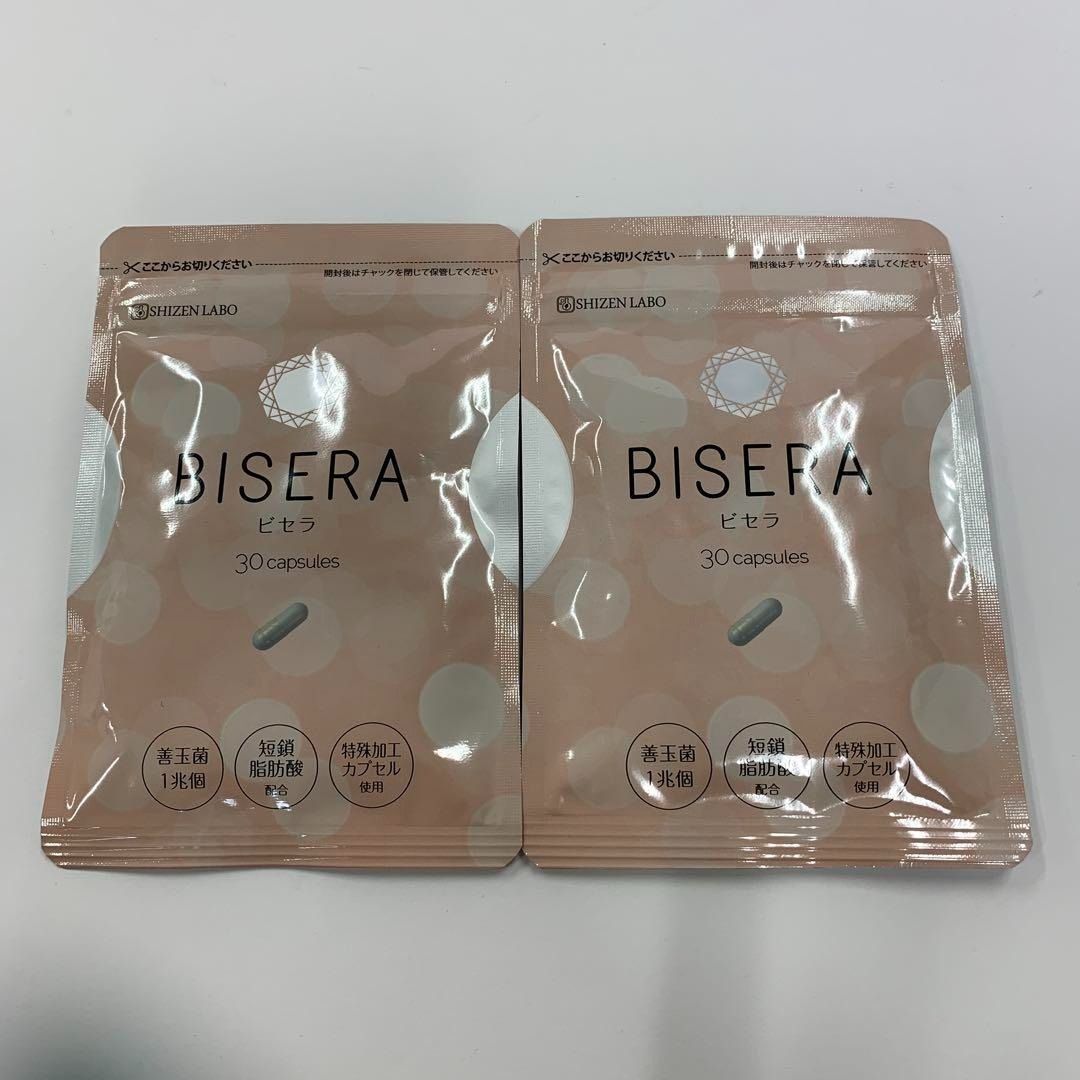 ここからお切りください
開封後はチャックを閉じて保管してください
SHIZEN LABO
BISERA
ビセラ
30 capsules
善玉菌
1兆個
短鎖
脂肪酸
配合
特殊加工
カプセル
使用
ここからお切りください
開封後はチャックを閉じて保管してください
SHIZEN LABO
BISERA
ビセラ
30 capsules
善玉菌
1兆個
短鎖
脂肪酸
配合
特殊加工
カプセル
使用